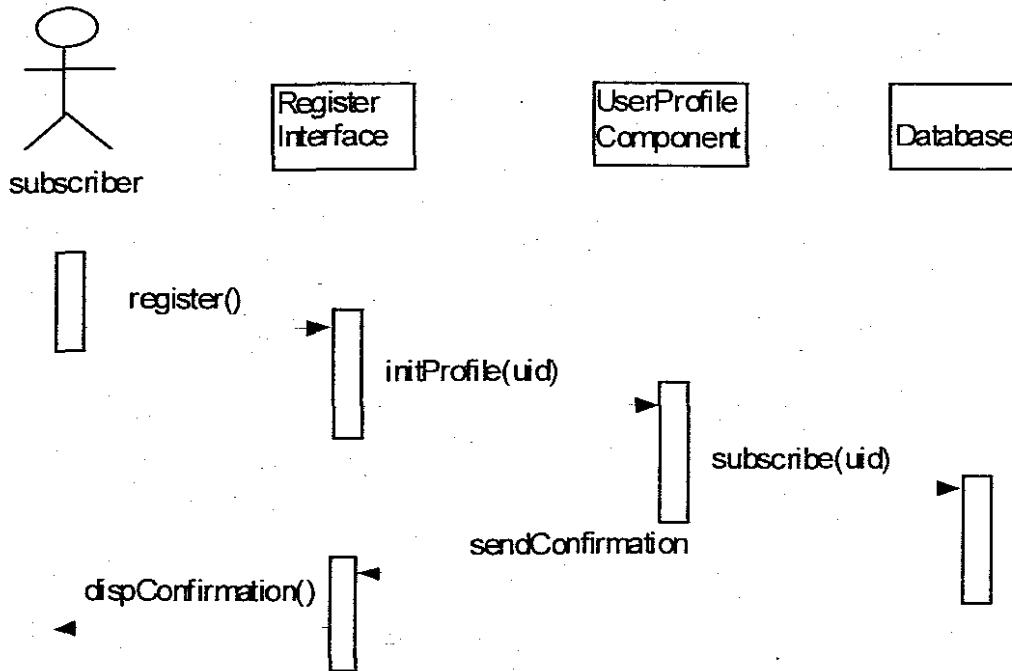 subscriber
Register
Interface
UserProfile
Component
Database
register()
initProfile(uid)
subscribe(uid)
sendConfirmation
dispConfirmation()